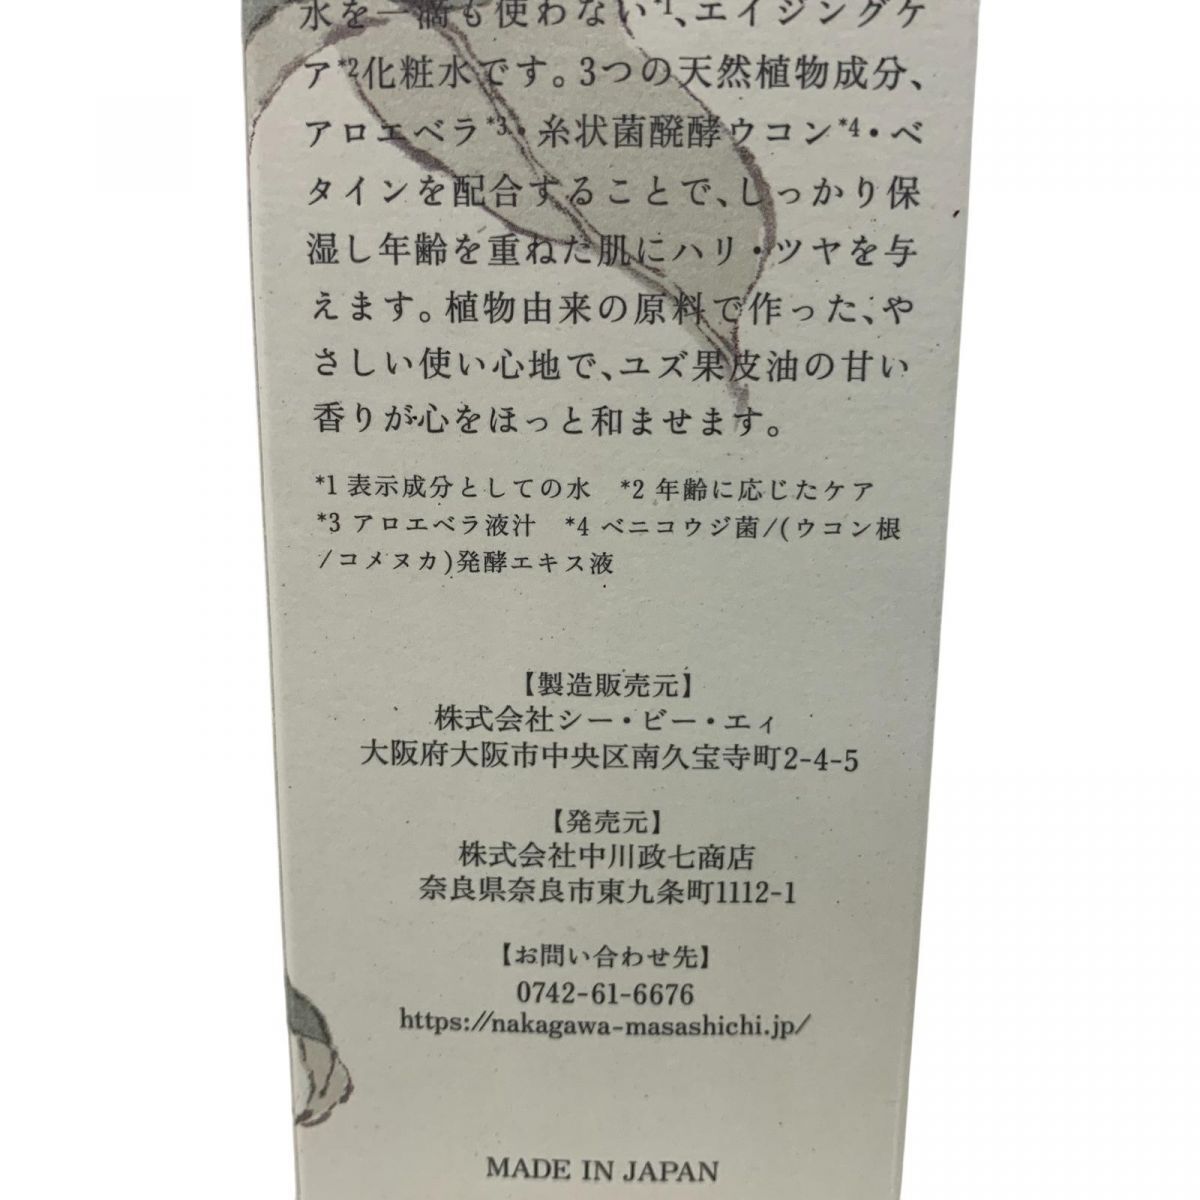 水を一滴も使わない*1、エイジングケ
ア*2化粧水です。3つの天然植物成分、
アロエベラ*3・糸状菌醗酵ウコン*4・ベ
タインを配合することで、しっかり保
湿し年齢を重ねた肌にハリ・ツヤを与
えます。植物由来の原料で作った、や
さしい使い心地で、ユズ果皮油の甘い
香りが心をほっと和ませます。
*1 表示成分としての水 *2 年齢に応じたケア
*3 アロエベラ液汁 *4 ベニコウジ菌/(ウコン根
/コメヌカ)発酵エキス液
【製造販売元】
株式会社シー・ビー・エィ
大阪府大阪市中央区南久宝寺町2-4-5
【発売元】
株式会社中川政七商店
奈良県奈良市東九条町1112-1
【お問い合わせ先】
0742-61-6676
https://nakagawa-masashichi.jp/
MADE IN JAPAN